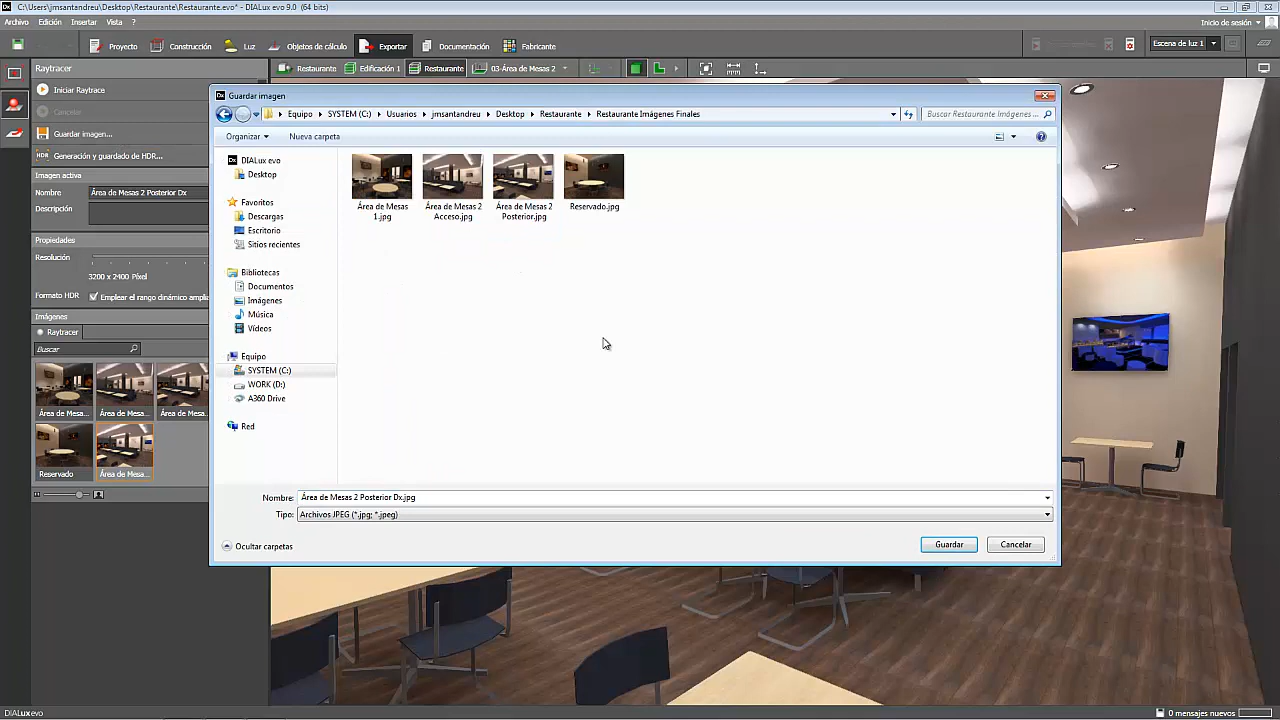 C:\Users\jmsantandreu\Desktop\Restaurante\Restaurante.evo* - DIALux evo 9.0 (64 bits)
Archivo Edición Insertar Vista ?
Inicio de sesión
Proyecto Construcción Luz Objetos de cálculo Exportar Documentación Fabricante
Escena de luz 1
Raytracer
Restaurante Edificación 1 Restaurante 03-Área de Mesas 2
Iniciar Raytrace
Cancelar
Guardar imagen...
HDR Generación y guardado de HDR...
Imagen activa
Nombre Área de Mesas 2 Posterior Dx
Descripción
Propiedades
Resolución
3200 x 2400 Píxel
Formato HDR Emplear el rango dinámico amplia
Imágenes
Raytracer
Buscar
Área de Mesa... Área de Mesa... Área de Mesa...
Reservado Área de Mesa...
Guardar imagen
Equipo SYSTEM (C:) Usuarios jmsantandreu Desktop Restaurante Restaurante Imágenes Finales
Buscar Restaurante Imágenes ...
Organizar Nueva carpeta
DIALux evo
Desktop
Favoritos
Descargas
Escritorio
Sitios recientes
Bibliotecas
Documentos
Imágenes
Música
Vídeos
Equipo
SYSTEM (C:)
WORK (D:)
A360 Drive
Red
Área de Mesas 1.jpg
Área de Mesas 2 Acceso.jpg
Área de Mesas 2 Posterior.jpg
Reservado.jpg
Nombre: Área de Mesas 2 Posterior Dx.jpg
Tipo: Archivos JPEG (*.jpg; *.jpeg)
Ocultar carpetas
Guardar Cancelar
DIALux evo
0 mensajes nuevos